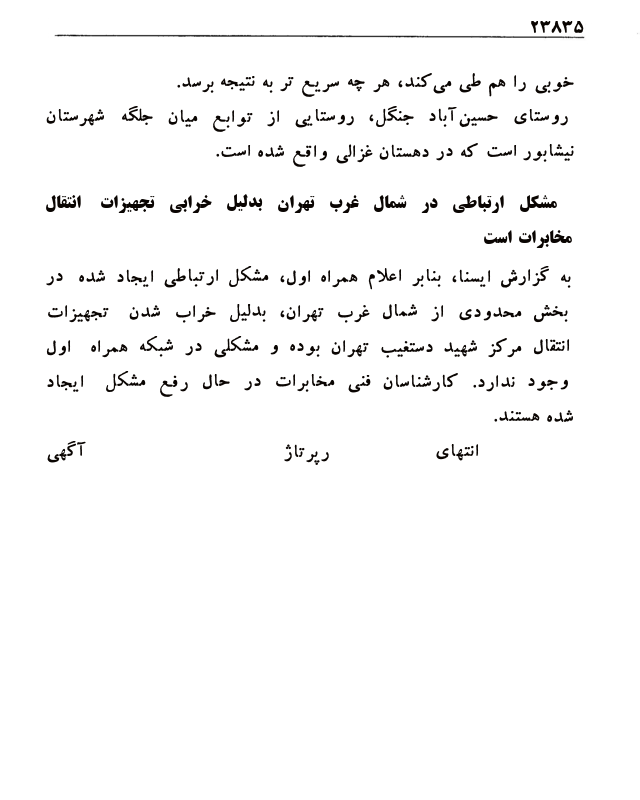 ۲۳۸۳۵
خوبی را هم طی می‌کند، هر چه سریع تر به نتیجه برسد.
روستای حسین‌آباد جنگل، روستایی از توابع میان جلگه شهرستان
نیشابور است که در دهستان غزالی واقع شده است.
مشکل ارتباطی در شمال غرب تهران بدلیل خرابی تجهیزات انتقال
مخابرات است
به گزارش ایسنا، بنابر اعلام همراه اول، مشکل ارتباطی ایجاد شده در
بخش محدودی از شمال غرب تهران، بدلیل خراب شدن تجهیزات
انتقال مرکز شهید دستغیب تهران بوده و مشکلی در شبکه همراه اول
وجود ندارد. کارشناسان فنی مخابرات در حال رفع مشکل ایجاد
شده هستند.
انتهای رپرتاژ آگهی